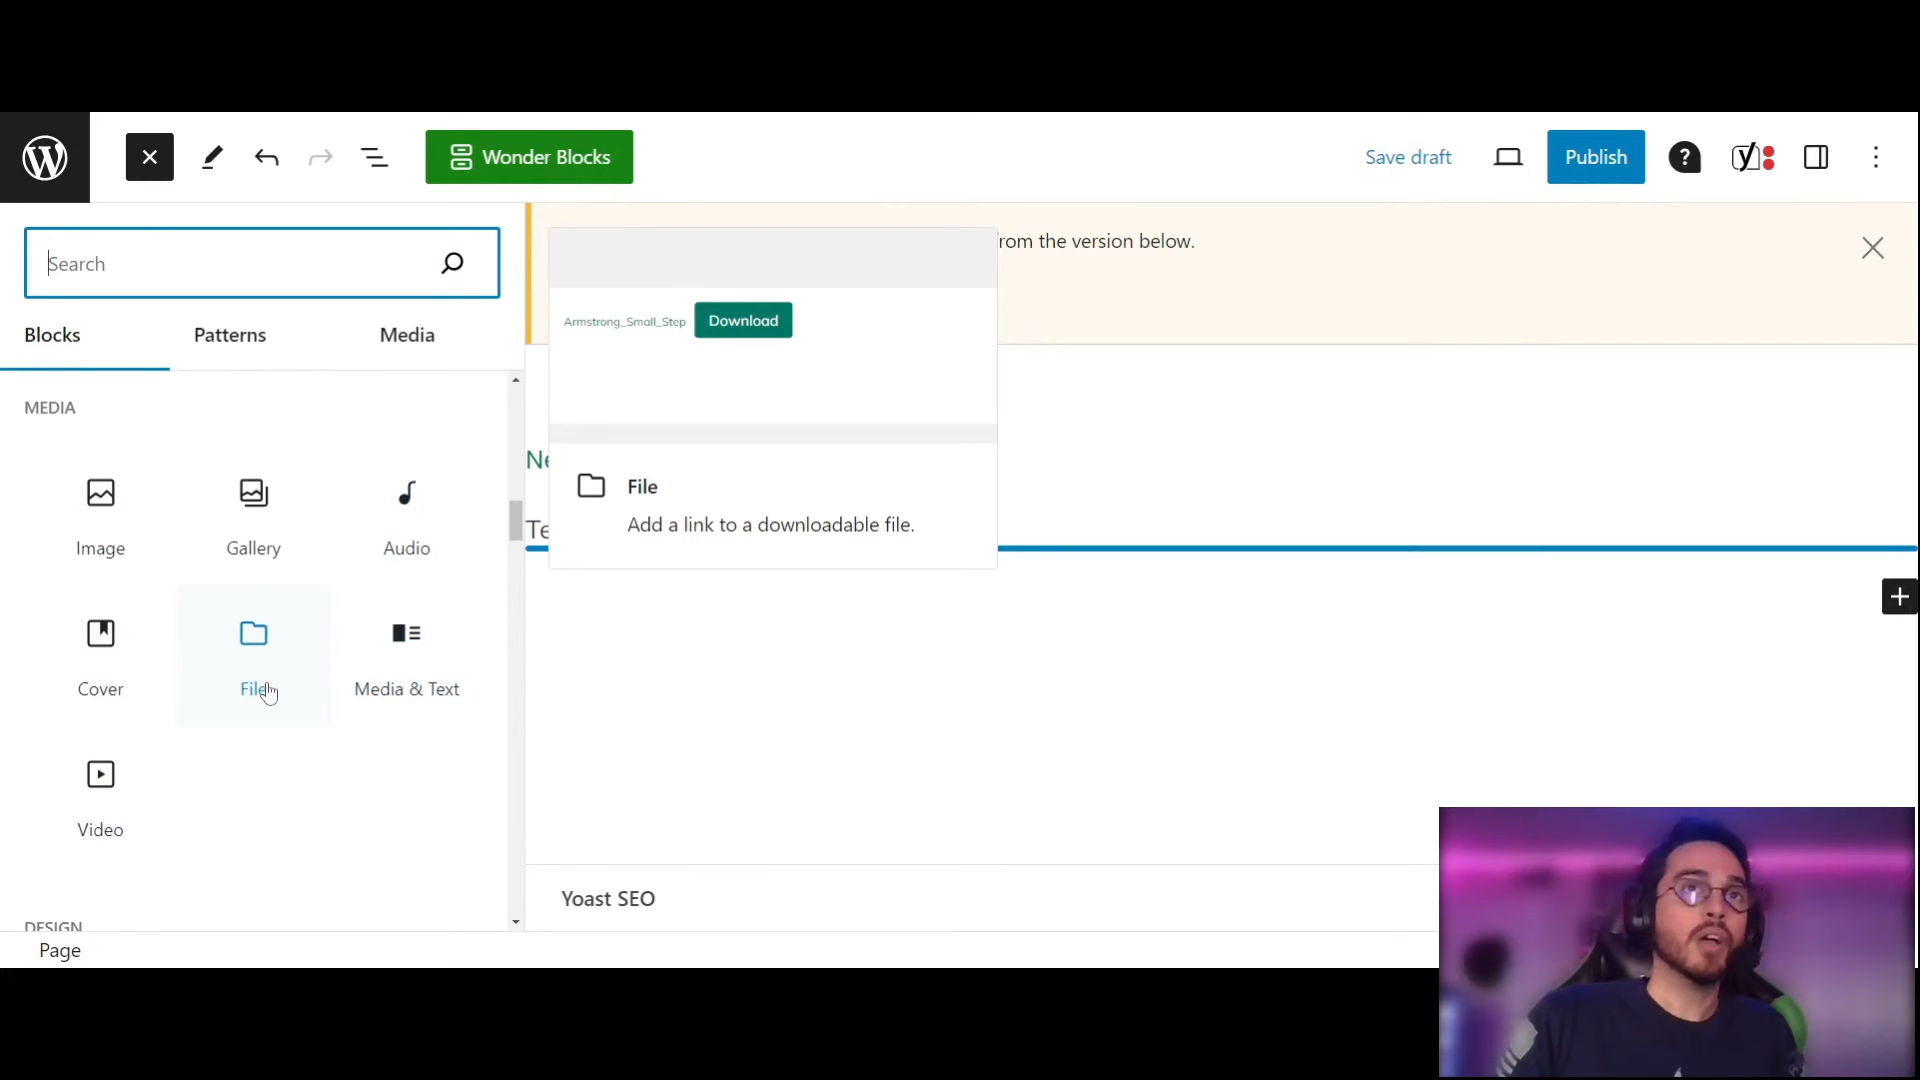 Wonder Blocks
Save draft
Publish
Search
Blocks Patterns Media
MEDIA
Image Gallery Audio
Cover File Media & Text
Video
DESIGN
Page
from the version below.
Armstrong_Small_Step Download
File
Add a link to a downloadable file.
Yoast SEO